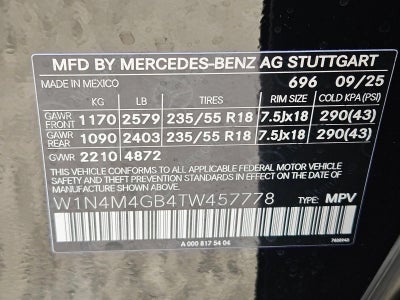 MFD BY MERCEDES-BENZ AG STUTTGART
MADE IN MEXICO 696 09/25
KG LB TIRES RIM SIZE COLD KPA (PSI)
GAWR FRONT 1170 2579 235/55 R18 7.5Jx18 290(43)
GAWR REAR 1090 2403 235/55 R18 7.5Jx18 290(43)
GVWR 2210 4872
THIS VEHICLE CONFORMS TO ALL APPLICABLE FEDERAL MOTOR VEHICLE
SAFETY STANDARDS IN EFFECT ON THE DATE OF MANUFACTURE SHOWN ABOVE.
W1N4M4GB4TW457778 TYPE: MPV
A 000 817 54 04